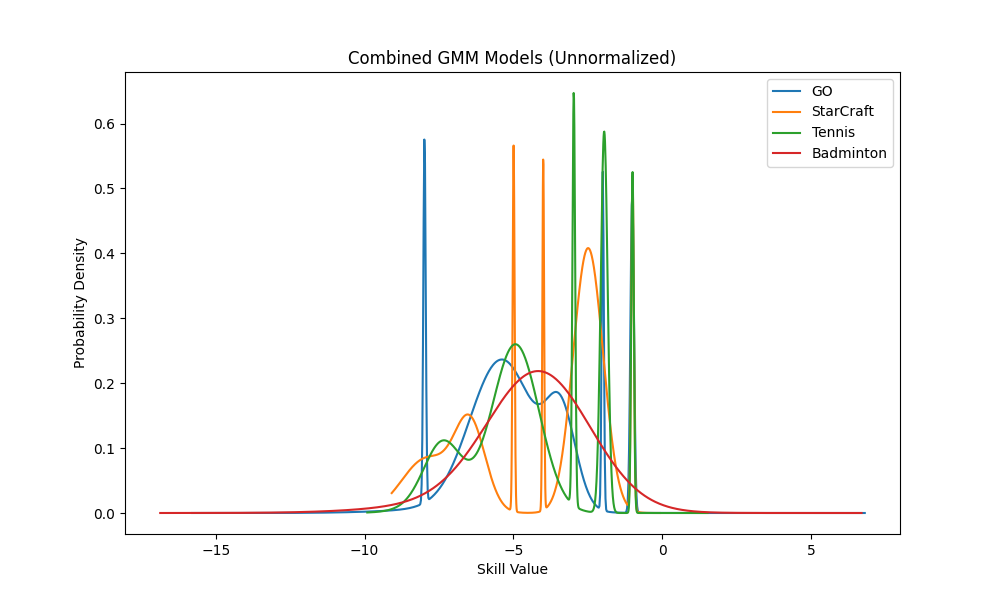 Combined GMM Models (Unnormalized)
GO
StarCraft
Tennis
Badminton
Probability Density
0.6
0.5
0.4
0.3
0.2
0.1
0.0
−15
−10
−5
0
5
Skill Value